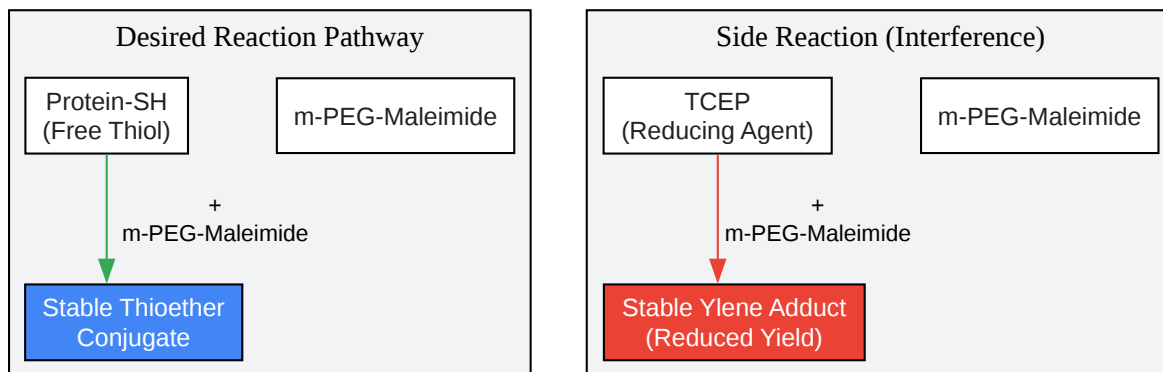 Desired Reaction Pathway
Protein-SH
(Free Thiol)
m-PEG-Maleimide
+
m-PEG-Maleimide
Stable Thioether
Conjugate
Side Reaction (Interference)
TCEP
(Reducing Agent)
m-PEG-Maleimide
+
m-PEG-Maleimide
Stable Ylene Adduct
(Reduced Yield)